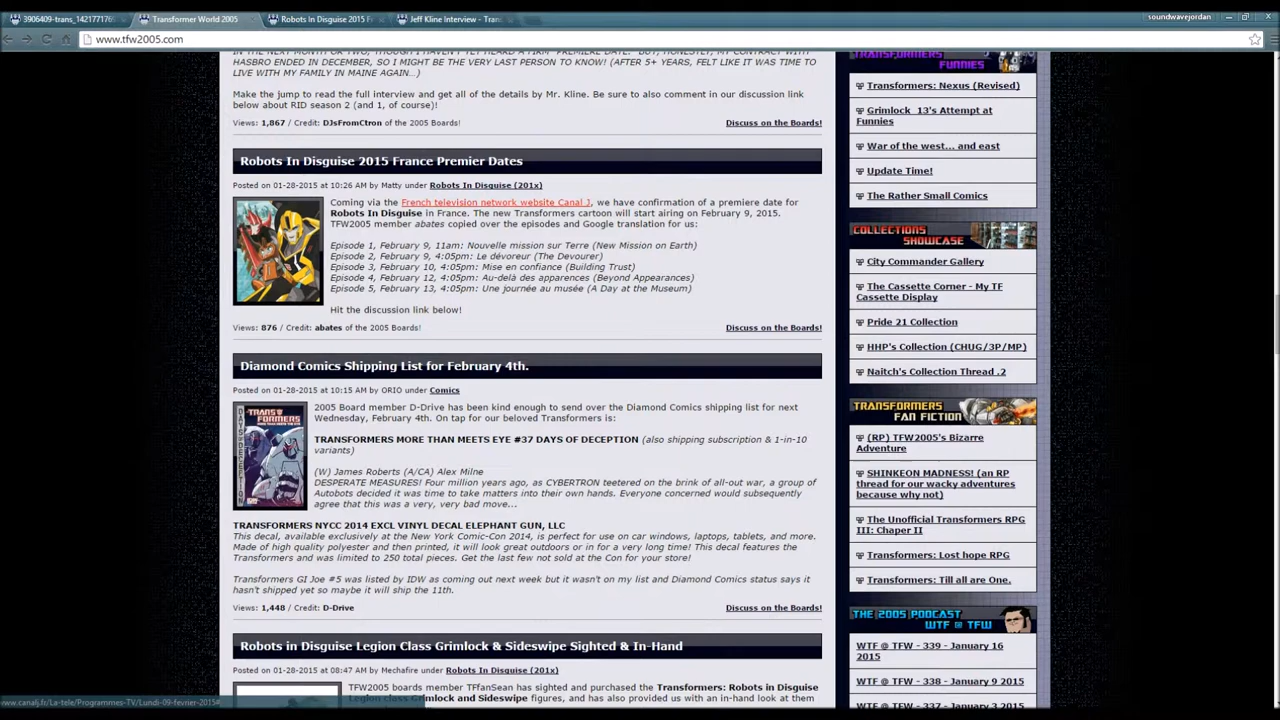 3906409-trans_1421771765
Transformer World 2005
Robots In Disguise 2015 F
Jeff Kline Interview - Trans
soundwavejordan
www.tfw2005.com
IN THE NEXT MONTH OR TWO, THOUGH I HAVEN'T YET HEARD A FIRM "PREMIERE DATE." BUT, HONESTLY, MY CONTRACT WITH
HASBRO ENDED IN DECEMBER, SO I MIGHT BE THE VERY LAST PERSON TO KNOW! (AFTER 5+ YEARS, FELT LIKE IT WAS TIME TO
LIVE WITH MY FAMILY IN MAINE AGAIN…)
Make the jump to read the full interview and get all of the details by Mr. Kline. Be sure to also comment in our discussion link
below about RID season 2 (and 1, of course)!
Views: 1,867 / Credit: DJsFromCtron of the 2005 Boards!
Discuss on the Boards!
Robots In Disguise 2015 France Premier Dates
Posted on 01-28-2015 at 10:26 AM by Matty under Robots In Disguise (201x)
Coming via the French television network website Canal J, we have confirmation of a premiere date for
Robots In Disguise in France. The new Transformers cartoon will start airing on February 9, 2015.
TFW2005 member abates copied over the episodes and Google translation for us:
Episode 1, February 9, 11am: Nouvelle mission sur Terre (New Mission on Earth)
Episode 2, February 9, 4:05pm: Le dévoreur (The Devourer)
Episode 3, February 10, 4:05pm: Mise en confiance (Building Trust)
Episode 4, February 12, 4:05pm: Au-delà des apparences (Beyond Appearances)
Episode 5, February 13, 4:05pm: Une journée au musée (A Day at the Museum)
Hit the discussion link below!
Views: 876 / Credit: abates of the 2005 Boards!
Discuss on the Boards!
Diamond Comics Shipping List for February 4th.
Posted on 01-28-2015 at 10:15 AM by ORIO under Comics
2005 Board member D-Drive has been kind enough to send over the Diamond Comics shipping list for next
Wednesday, February 4th. On tap for our beloved Transformers is:
TRANSFORMERS MORE THAN MEETS EYE #37 DAYS OF DECEPTION (also shipping subscription & 1-in-10
variants)
(W) James Roberts (A/CA) Alex Milne
DESPERATE MEASURES! Four million years ago, as CYBERTRON teetered on the brink of all-out war, a group of
Autobots decided it was time to take matters into their own hands. Everyone concerned would subsequently
agree that this was a very, very bad move...
TRANSFORMERS NYCC 2014 EXCL VINYL DECAL ELEPHANT GUN, LLC
This decal, available exclusively at the New York Comic-Con 2014, is perfect for use on car windows, laptops, tablets, and more.
Made of high quality polyester and then printed, it will look great outdoors or in for a very long time! This decal features the
Transformers and was limited to 250 total pieces. Get the last few not sold at the Con for your store!
Transformers GI Joe #5 was listed by IDW as coming out next week but it wasn't on my list and Diamond Comics status says it
hasn't shipped yet so maybe it will ship the 11th.
Views: 1,448 / Credit: D-Drive
Discuss on the Boards!
Robots in Disguise Legion Class Grimlock & Sideswipe Sighted & In-Hand
Posted on 01-28-2015 at 08:47 AM by Mechafire under Robots In Disguise (201x)
TFW2005 boards member TFfanSean has sighted and purchased the Transformers: Robots in Disguise
Legion class Grimlock and Sideswipe figures, and has also provided us with an in-hand look at them
TRANSFORMERS
FUNNIES
Transformers: Nexus (Revised)
Grimlock_13's Attempt at
Funnies
War of the west... and east
Update Time!
The Rather Small Comics
COLLECTIONS
SHOWCASE
City Commander Gallery
The Cassette Corner - My TF
Cassette Display
Pride 21 Collection
HHP's Collection (CHUG/3P/MP)
Naitch's Collection Thread .2
TRANSFORMERS
FAN FICTION
(RP) TFW2005's Bizarre
Adventure
SHINKEON MADNESS! (an RP
thread for our wacky adventures
because why not)
The Unofficial Transformers RPG
III: Chaper II
Transformers: Lost hope RPG
Transformers: Till all are One.
THE 2005 PODCAST
WTF @ TFW
WTF @ TFW - 339 - January 16
2015
WTF @ TFW - 338 - January 9 2015
WTF @ TFW - 337 - January 3 2015
www.canalj.fr/La-tele/Programmes-TV/Lundi-09-fevrier-2015#